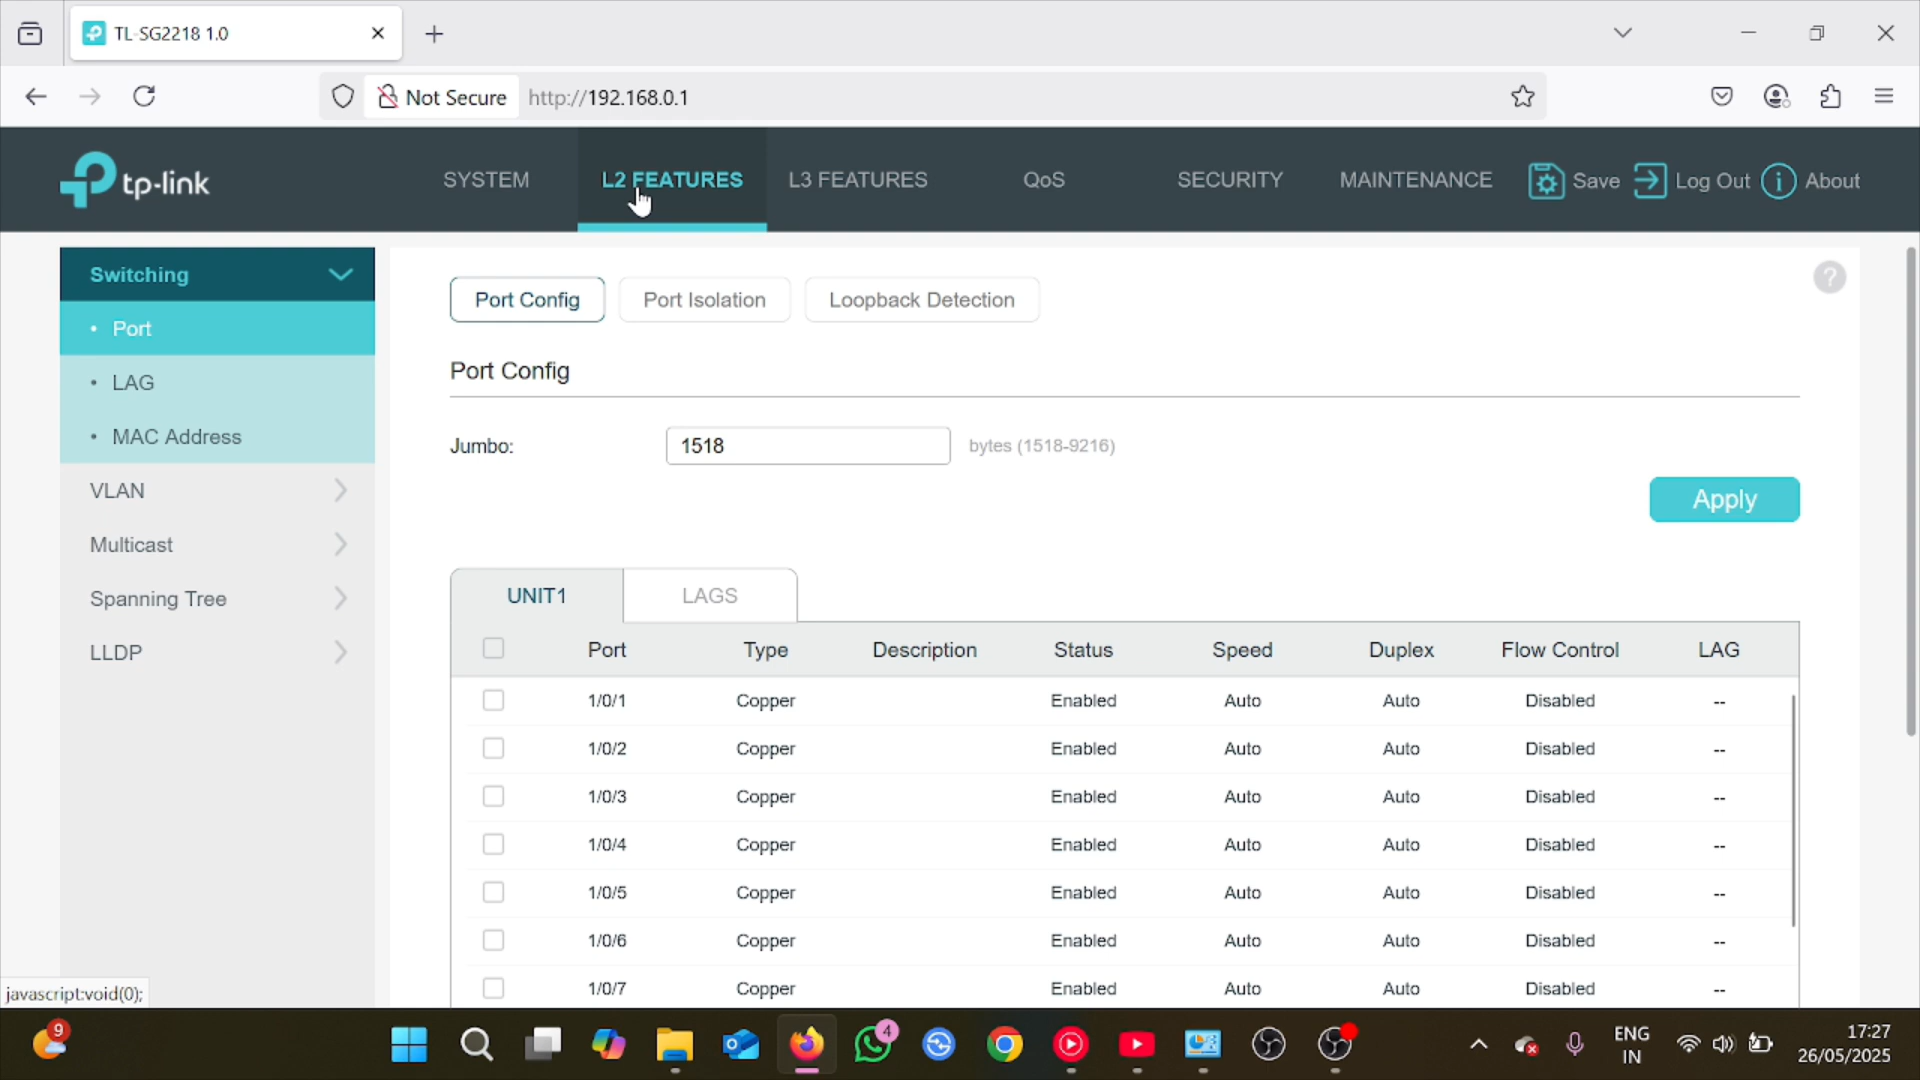 TL-SG2218 1.0
Not Secure
http://192.168.0.1
tp-link
SYSTEM
L2 FEATURES
L3 FEATURES
QoS
SECURITY
MAINTENANCE
Save
Log Out
i
About
Switching
• Port
• LAG
• MAC Address
VLAN
Multicast
Spanning Tree
LLDP
Port Config
Port Isolation
Loopback Detection
?
Port Config
Jumbo: 1518 bytes (1518-9216)
Apply
UNIT1 LAGS
Port Type Description Status Speed Duplex Flow Control LAG
1/0/1 Copper Enabled Auto Auto Disabled --
1/0/2 Copper Enabled Auto Auto Disabled --
1/0/3 Copper Enabled Auto Auto Disabled --
1/0/4 Copper Enabled Auto Auto Disabled --
1/0/5 Copper Enabled Auto Auto Disabled --
1/0/6 Copper Enabled Auto Auto Disabled --
1/0/7 Copper Enabled Auto Auto Disabled --
javascript:void(0);
9
4
ENG
IN
17:27
26/05/2025